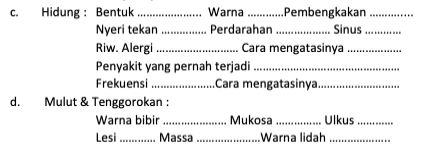 c. Hidung : Bentuk ...................... Warna ............Pembengkakan ..............
Nyeri tekan ............... Perdarahan .................. Sinus ............
Riw. Alergi ........................... Cara mengatasinya ..................
Penyakit yang pernah terjadi ..................................................
Frekuensi .....................Cara mengatasinya...........................
d. Mulut & Tenggorokan :
Warna bibir ..................... Mukosa ............... Ulkus ............
Lesi ............ Massa .....................Warna lidah ....................